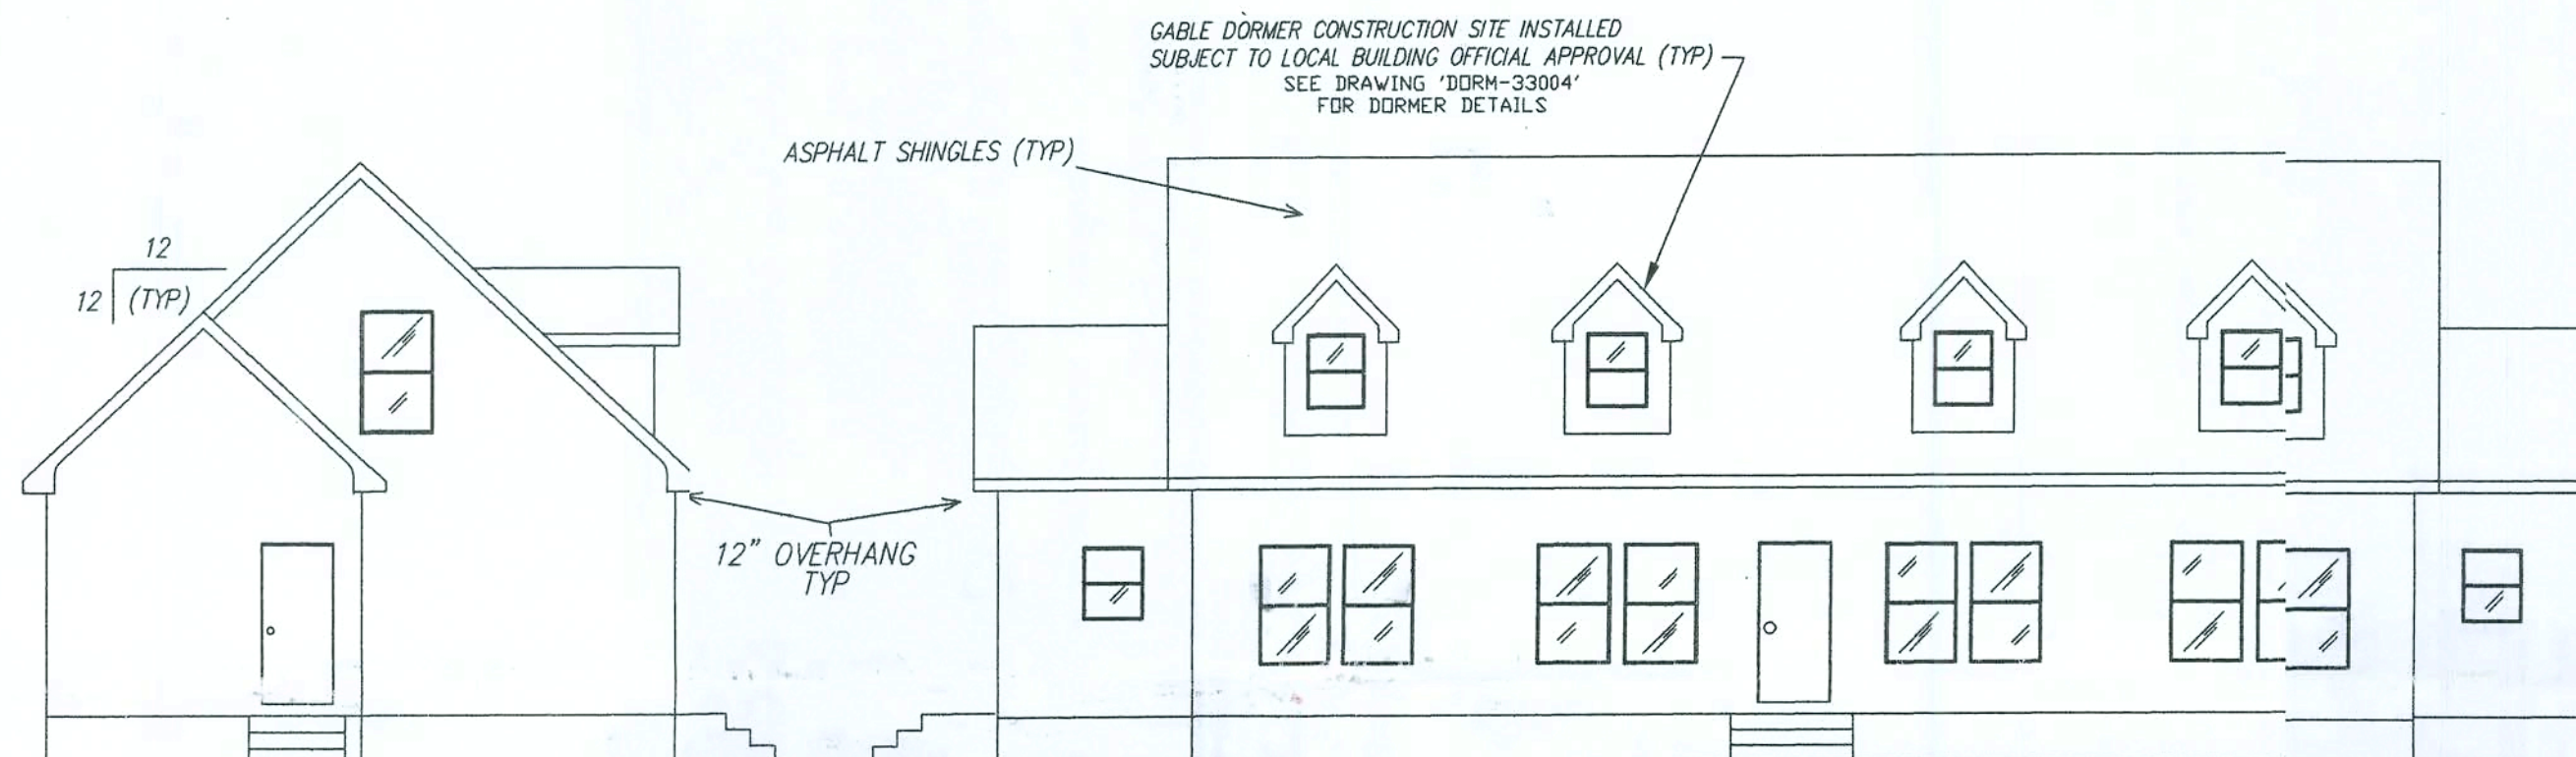 GABLE DORMER CONSTRUCTION SITE INSTALLED
SUBJECT TO LOCAL BUILDING OFFICIAL APPROVAL (TYP)
SEE DRAWING 'DORM-33004'
FOR DORMER DETAILS
ASPHALT SHINGLES (TYP)
12
12 (TYP)
12" OVERHANG
TYP